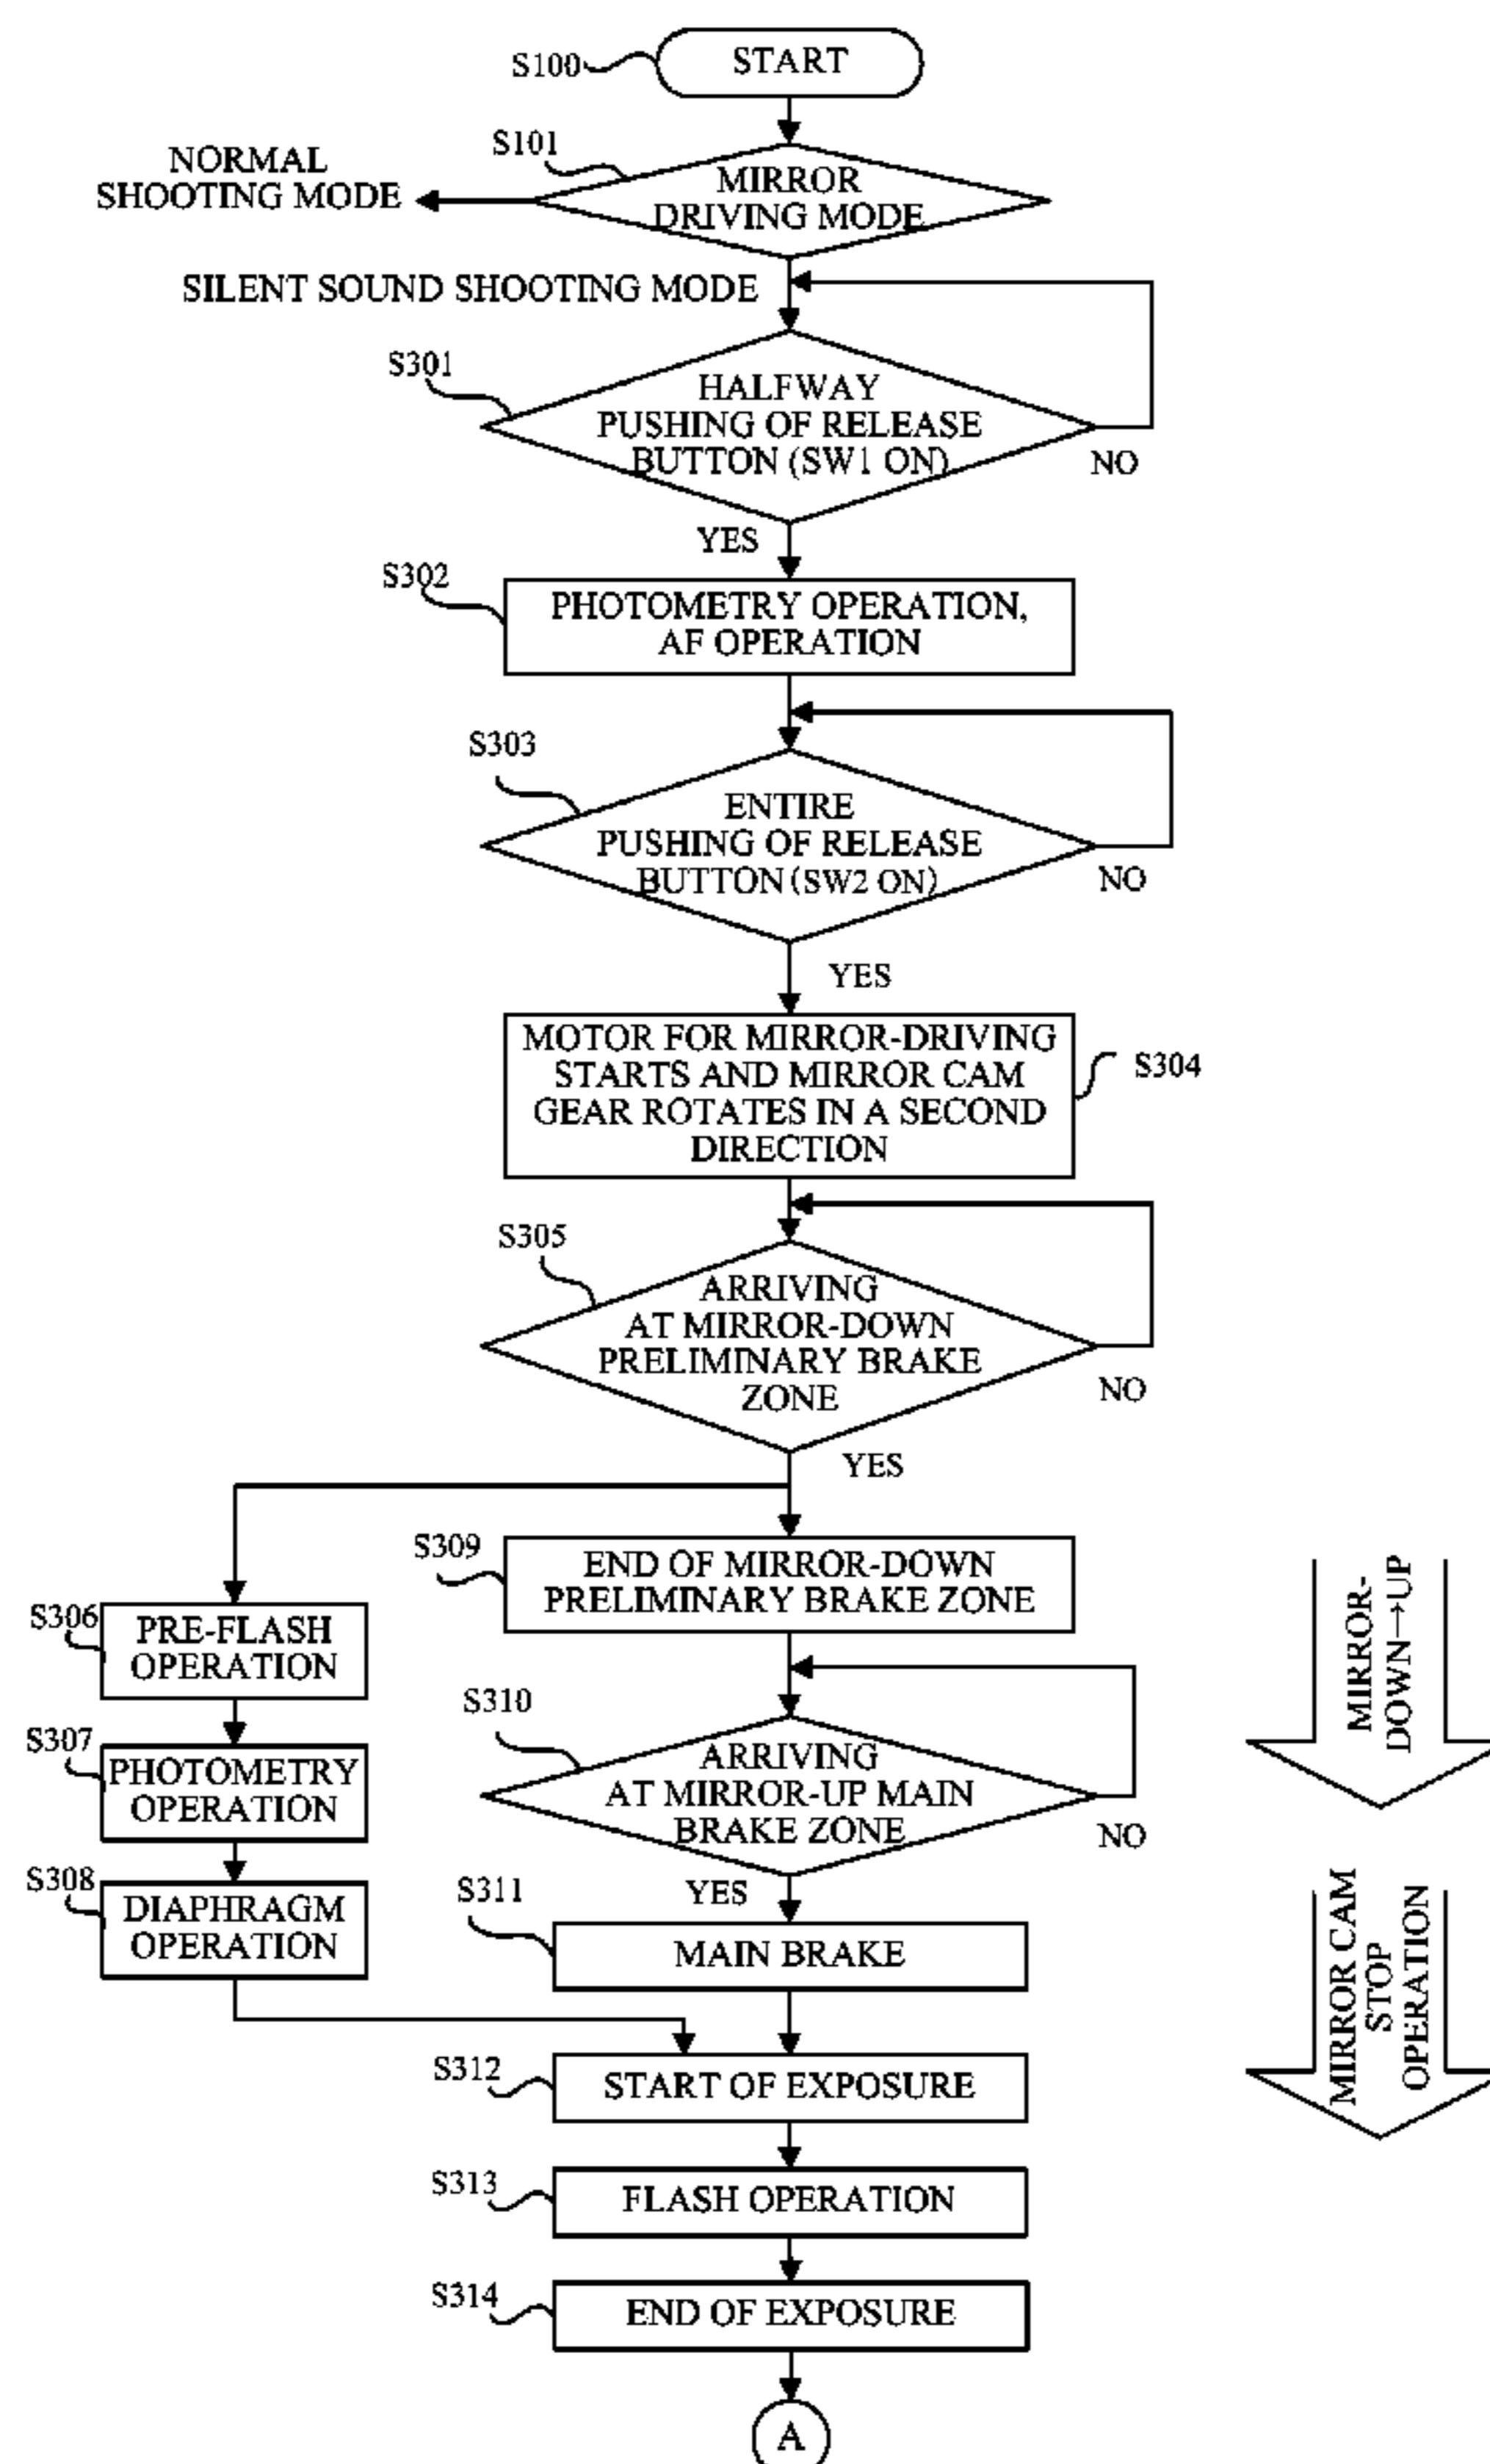 S100
START
S101
NORMAL
SHOOTING MODE
MIRROR
DRIVING MODE
SILENT SOUND SHOOTING MODE
S301
HALFWAY
PUSHING OF RELEASE
BUTTON (SW1 ON)
NO
YES
S302
PHOTOMETRY OPERATION,
AF OPERATION
S303
ENTIRE
PUSHING OF RELEASE
BUTTON (SW2 ON)
NO
YES
MOTOR FOR MIRROR-DRIVING
STARTS AND MIRROR CAM
GEAR ROTATES IN A SECOND
DIRECTION
S304
S305
ARRIVING
AT MIRROR-DOWN
PRELIMINARY BRAKE
ZONE
NO
YES
S309
END OF MIRROR-DOWN
PRELIMINARY BRAKE ZONE
S306
PRE-FLASH
OPERATION
S307
PHOTOMETRY
OPERATION
S308
DIAPHRAGM
OPERATION
S310
ARRIVING
AT MIRROR-UP MAIN
BRAKE ZONE
NO
YES
S311
MAIN BRAKE
S312
START OF EXPOSURE
S313
FLASH OPERATION
S314
END OF EXPOSURE
A
MIRROR-
DOWN→UP
MIRROR CAM
STOP
OPERATION